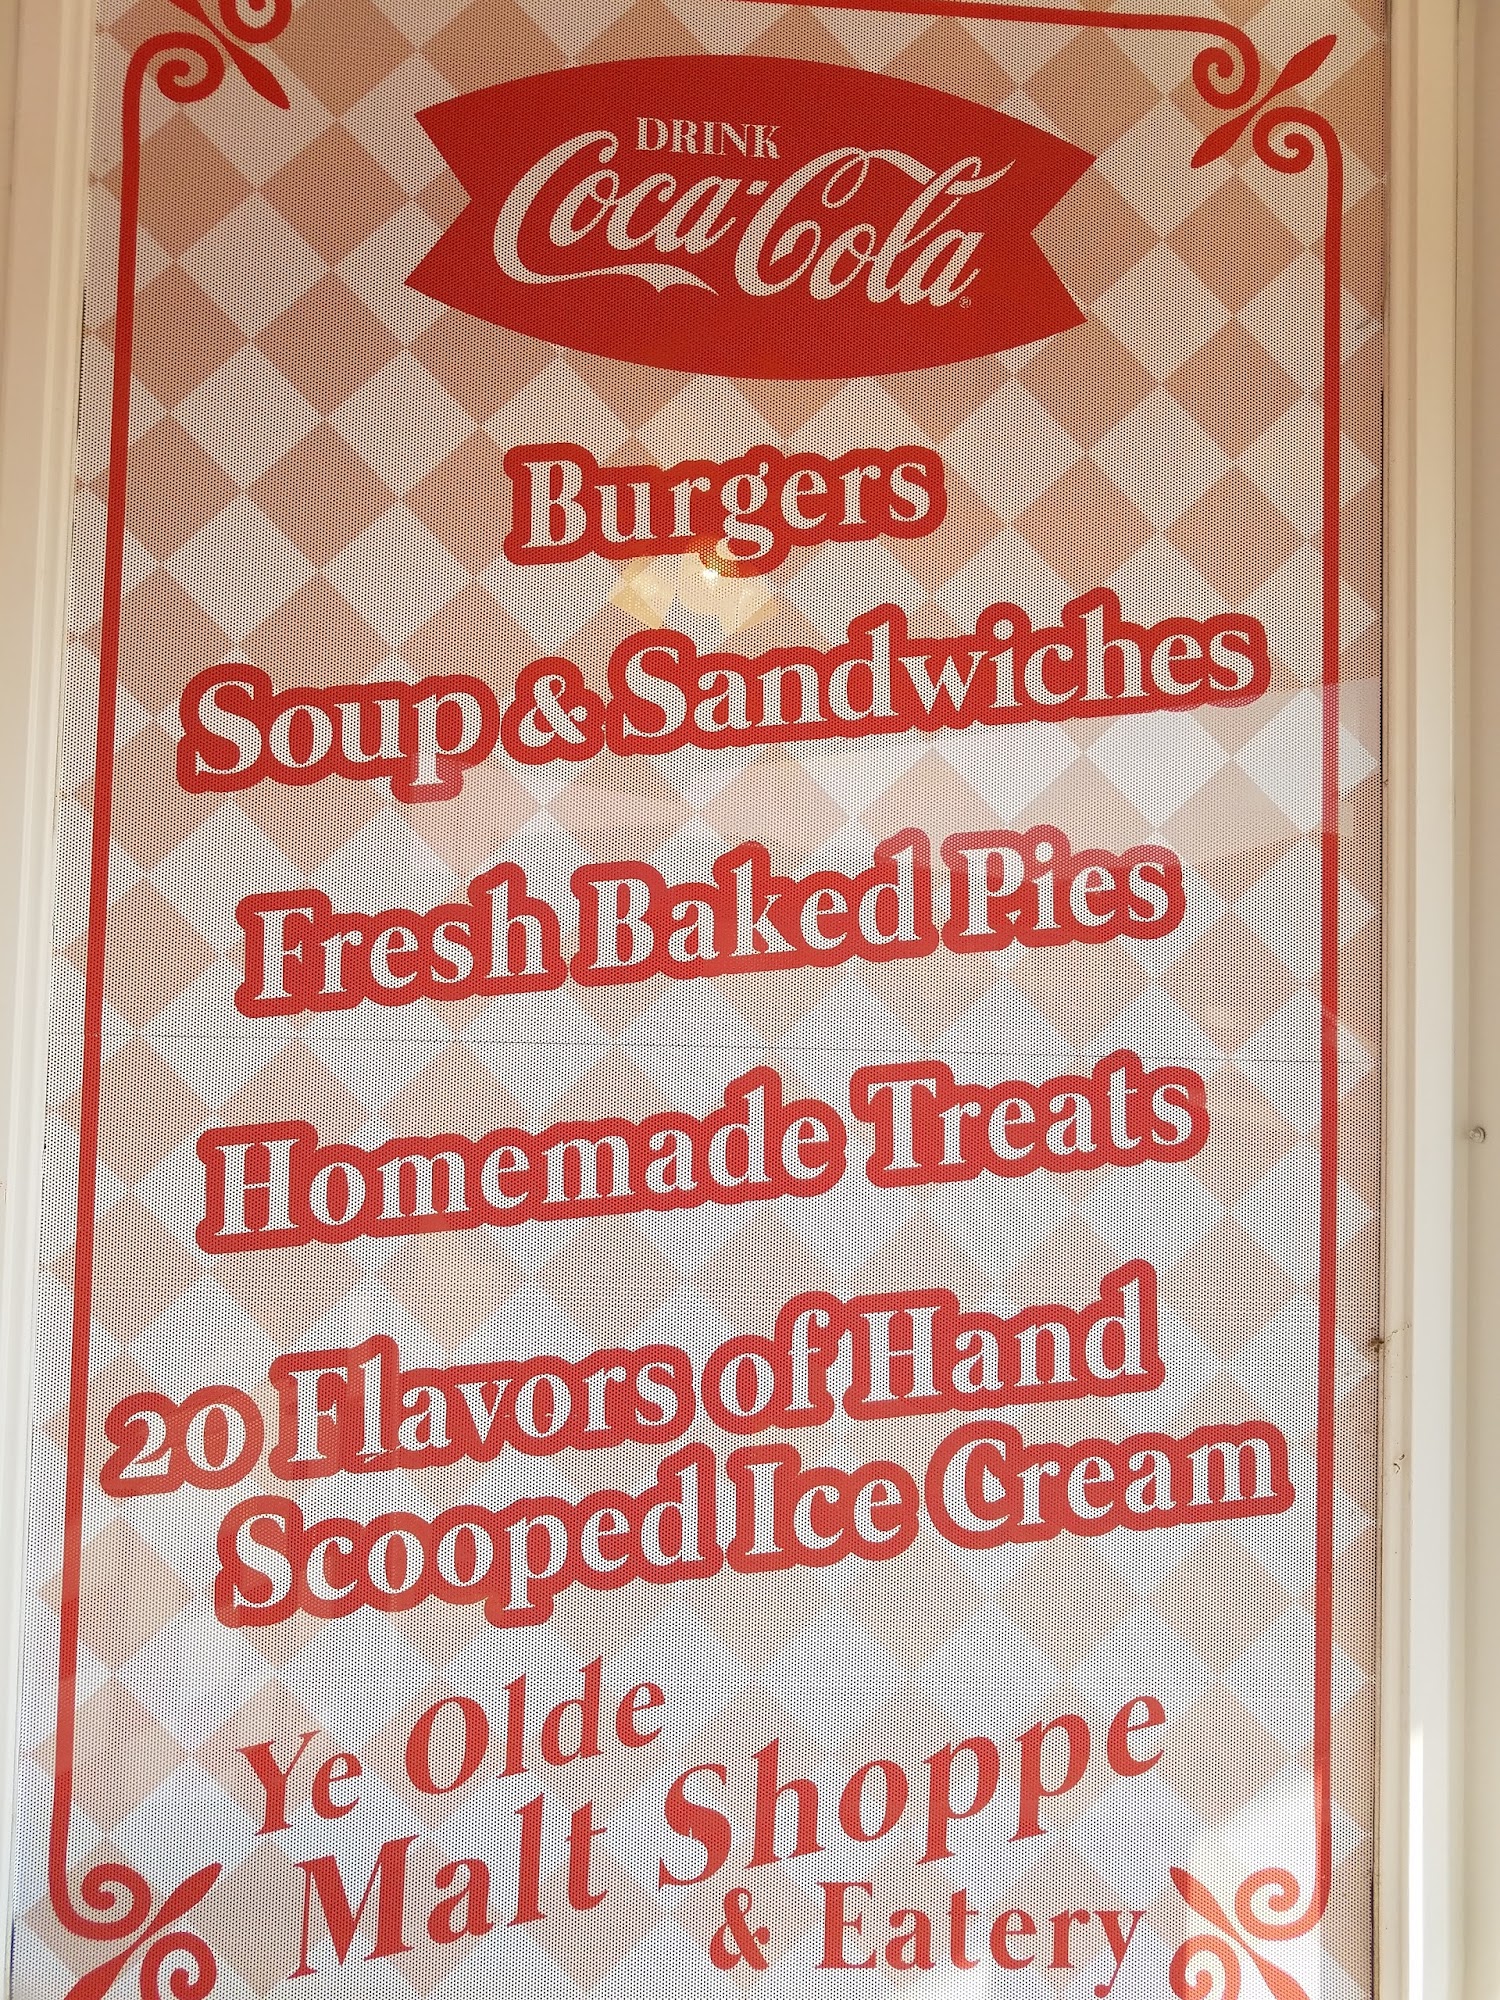 DRINK
Coca-Cola®
Burgers
Soup & Sandwiches
Fresh Baked Pies
Homemade Treats
20 Flavors of Hand
Scooped Ice Cream
Ye Olde
Malt Shoppe
& Eatery